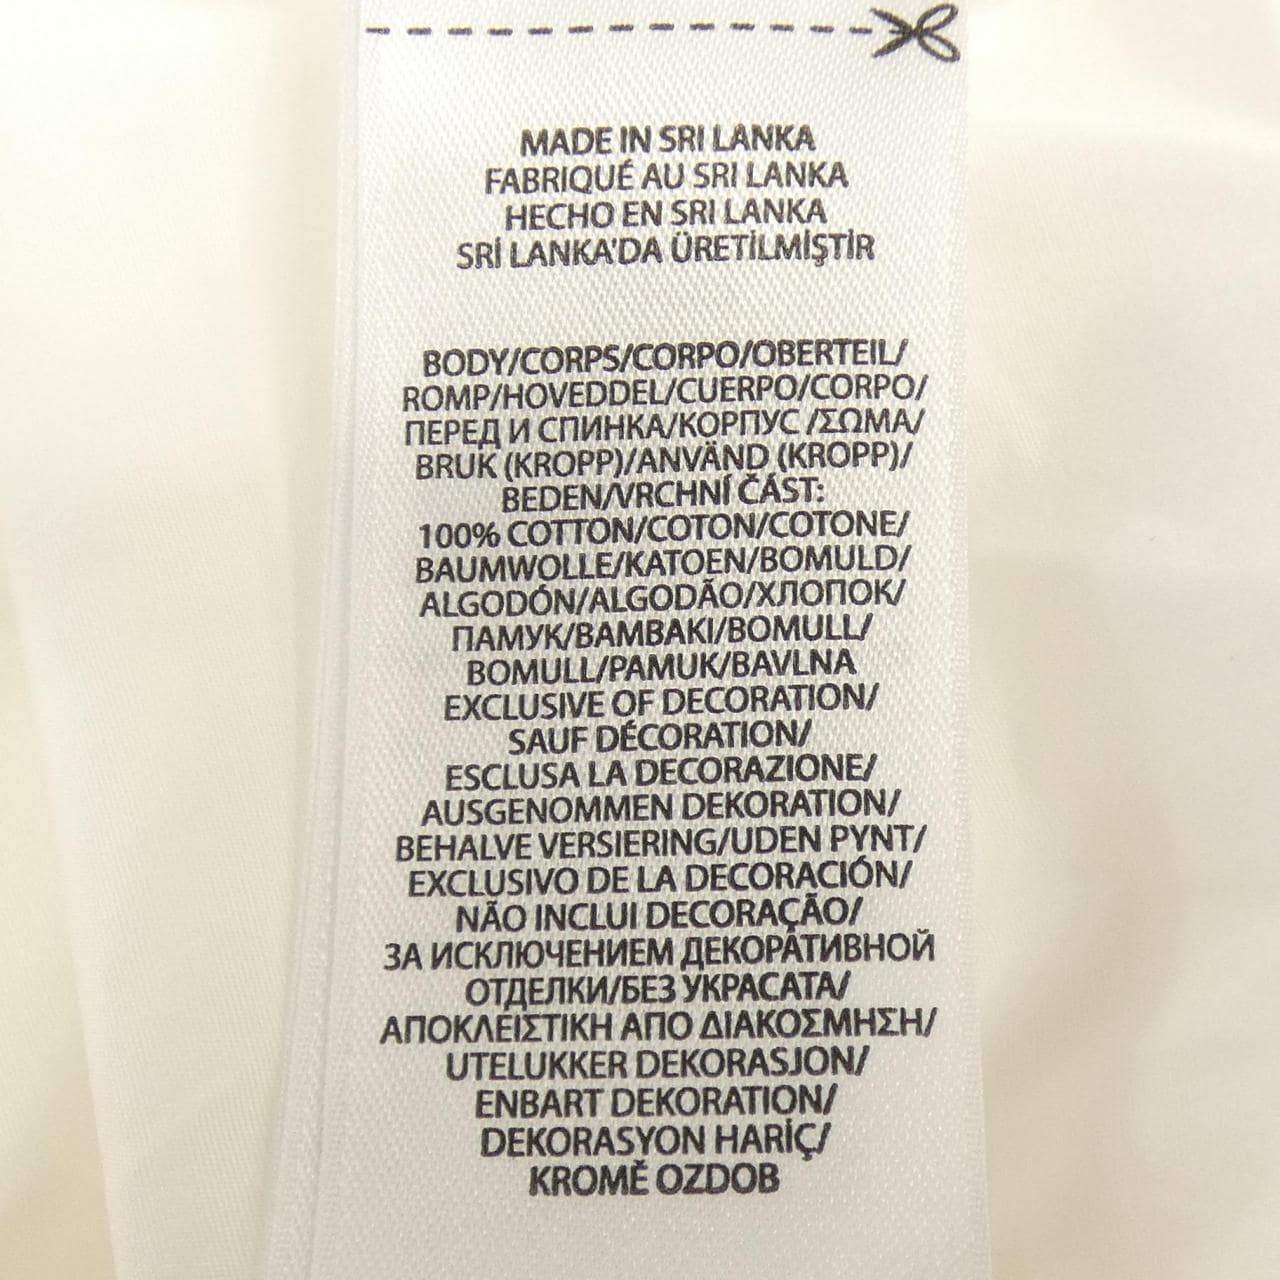 MADE IN SRI LANKA
FABRIQUÉ AU SRI LANKA
HECHO EN SRI LANKA
SRİ LANKA'DA ÜRETİLMİŞTİR
BODY/CORPS/CORPO/OBERTEIL/
ROMP/HOVEDDEL/CUERPO/CORPO/
ПЕРЕД И СПИНКА/КОРПУС /ΣΩΜΑ/
BRUK (KROPP)/ANVÄND (KROPP)/
BEDEN/VRCHNÍ ČÁST:
100% COTTON/COTON/COTONE/
BAUMWOLLE/KATOEN/BOMULD/
ALGODÓN/ALGODÃO/ХЛОПОК/
ПАМУК/BAMBAKI/BOMULL/
BOMULL/PAMUK/BAVLNA
EXCLUSIVE OF DECORATION/
SAUF DÉCORATION/
ESCLUSA LA DECORAZIONE/
AUSGENOMMEN DEKORATION/
BEHALVE VERSIERING/UDEN PYNT/
EXCLUSIVO DE LA DECORACIÓN/
NÃO INCLUI DECORAÇÃO/
ЗА ИСКЛЮЧЕНИЕМ ДЕКОРАТИВНОЙ
ОТДЕЛКИ/БЕЗ УКРАСАТА/
ΑΠΟΚΛΕΙΣΤΙΚΗ ΑΠΟ ΔΙΑΚΟΣΜΗΣΗ/
UTELUKKER DEKORASJON/
ENBART DEKORATION/
DEKORASYON HARİÇ/
KROMĚ OZDOB